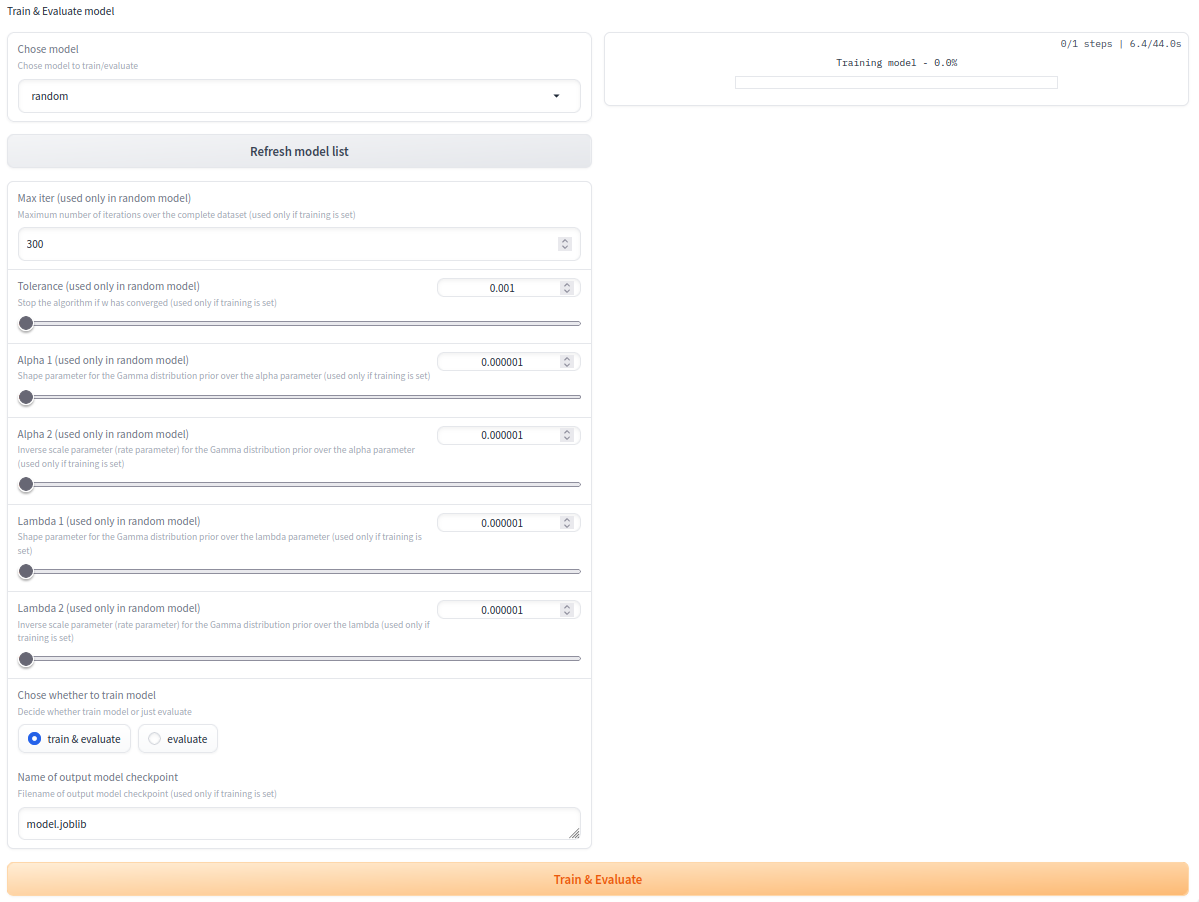 Train & Evaluate model
Chose model
Chose model to train/evaluate
random
Refresh model list
Max iter (used only in random model)
Maximum number of iterations over the complete dataset (used only if training is set)
300
Tolerance (used only in random model)
0.001
Stop the algorithm if w has converged (used only if training is set)
Alpha 1 (used only in random model)
0.000001
Shape parameter for the Gamma distribution prior over the alpha parameter (used only if training is set)
Alpha 2 (used only in random model)
0.000001
Inverse scale parameter (rate parameter) for the Gamma distribution prior over the alpha parameter
(used only if training is set)
Lambda 1 (used only in random model)
0.000001
Shape parameter for the Gamma distribution prior over the lambda parameter (used only if training is
set)
Lambda 2 (used only in random model)
0.000001
Inverse scale parameter (rate parameter) for the Gamma distribution prior over the lambda (used only if
training is set)
Chose whether to train model
Decide whether train model or just evaluate
train & evaluate
evaluate
Name of output model checkpoint
Filename of output model checkpoint (used only if training is set)
model.joblib
0/1 steps | 6.4/44.0s
Training model - 0.0%
Train & Evaluate